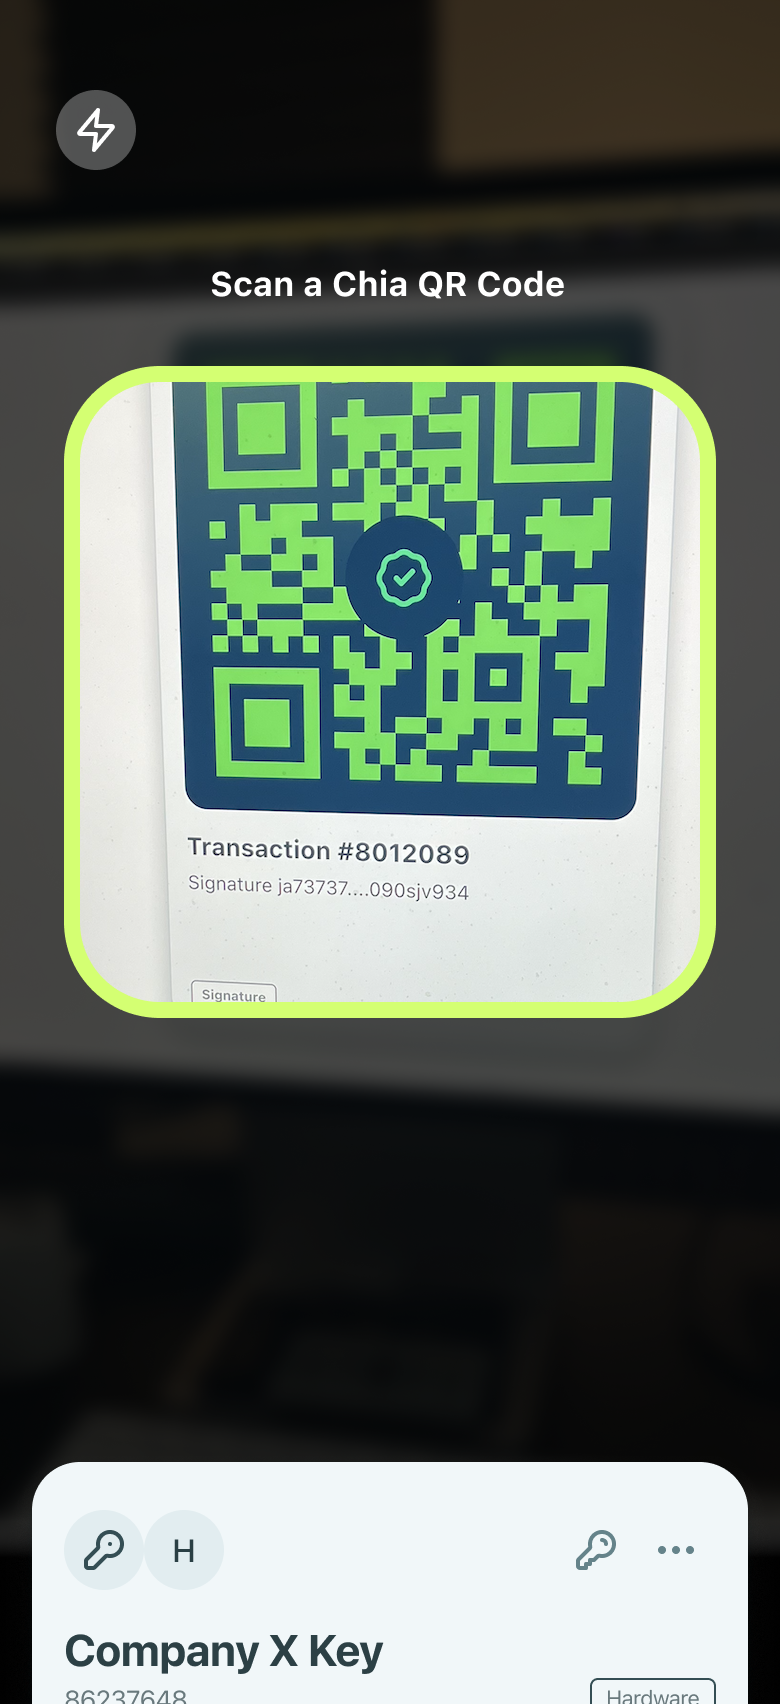 Scan a Chia QR Code
Transaction #8012089
Signature ja73737....090sjv934
Signature
H
Company X Key
86237648
Hardware